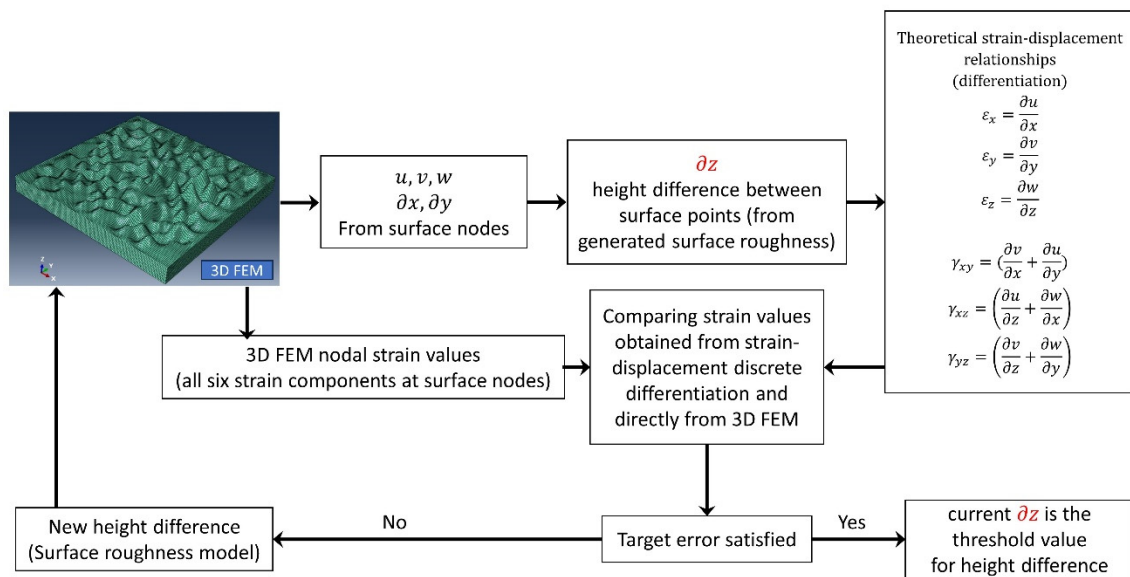 3D FEM
z
Y
X
𝑢, 𝑣, 𝑤
𝜕𝑥, 𝜕𝑦
From surface nodes
𝜕𝑧
height difference between
surface points (from
generated surface roughness)
Theoretical strain-displacement
relationships
(differentiation)
𝜀ₓ = 𝜕𝑢/𝜕𝑥
𝜀_𝑦 = 𝜕𝑣/𝜕𝑦
𝜀_𝑧 = 𝜕𝑤/𝜕𝑧
𝛾_𝑥𝑦 = (𝜕𝑣/𝜕𝑥 + 𝜕𝑢/𝜕𝑦)
𝛾_𝑥𝑧 = (𝜕𝑢/𝜕𝑧 + 𝜕𝑤/𝜕𝑥)
𝛾_𝑦𝑧 = (𝜕𝑣/𝜕𝑧 + 𝜕𝑤/𝜕𝑦)
3D FEM nodal strain values
(all six strain components at surface nodes)
Comparing strain values
obtained from strain-
displacement discrete
differentiation and
directly from 3D FEM
Target error satisfied
No
Yes
New height difference
(Surface roughness model)
current 𝜕𝑧 is the
threshold value
for height difference